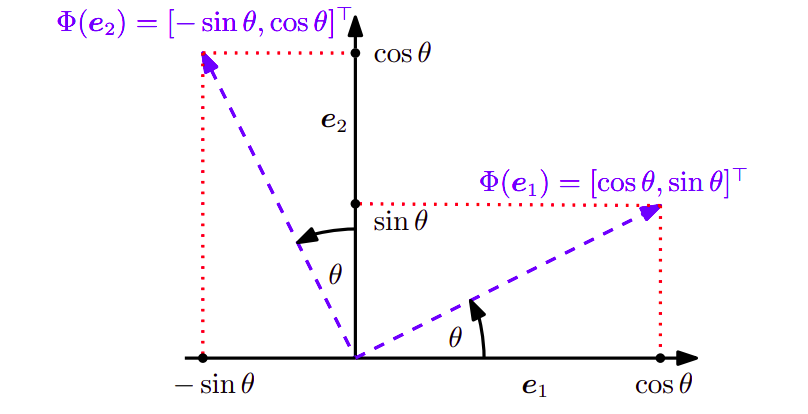 Φ(e₂) = [− sin θ, cos θ]⊤
cos θ
e₂
Φ(e₁) = [cos θ, sin θ]⊤
sin θ
θ
θ
− sin θ
e₁
cos θ